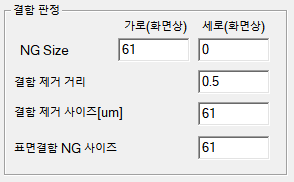 결함 판정
가로(화면상) 세로(화면상)
NG Size 61 0
결함 제거 거리 0.5
결함 제거 사이즈[um] 61
표면결함 NG 사이즈 61